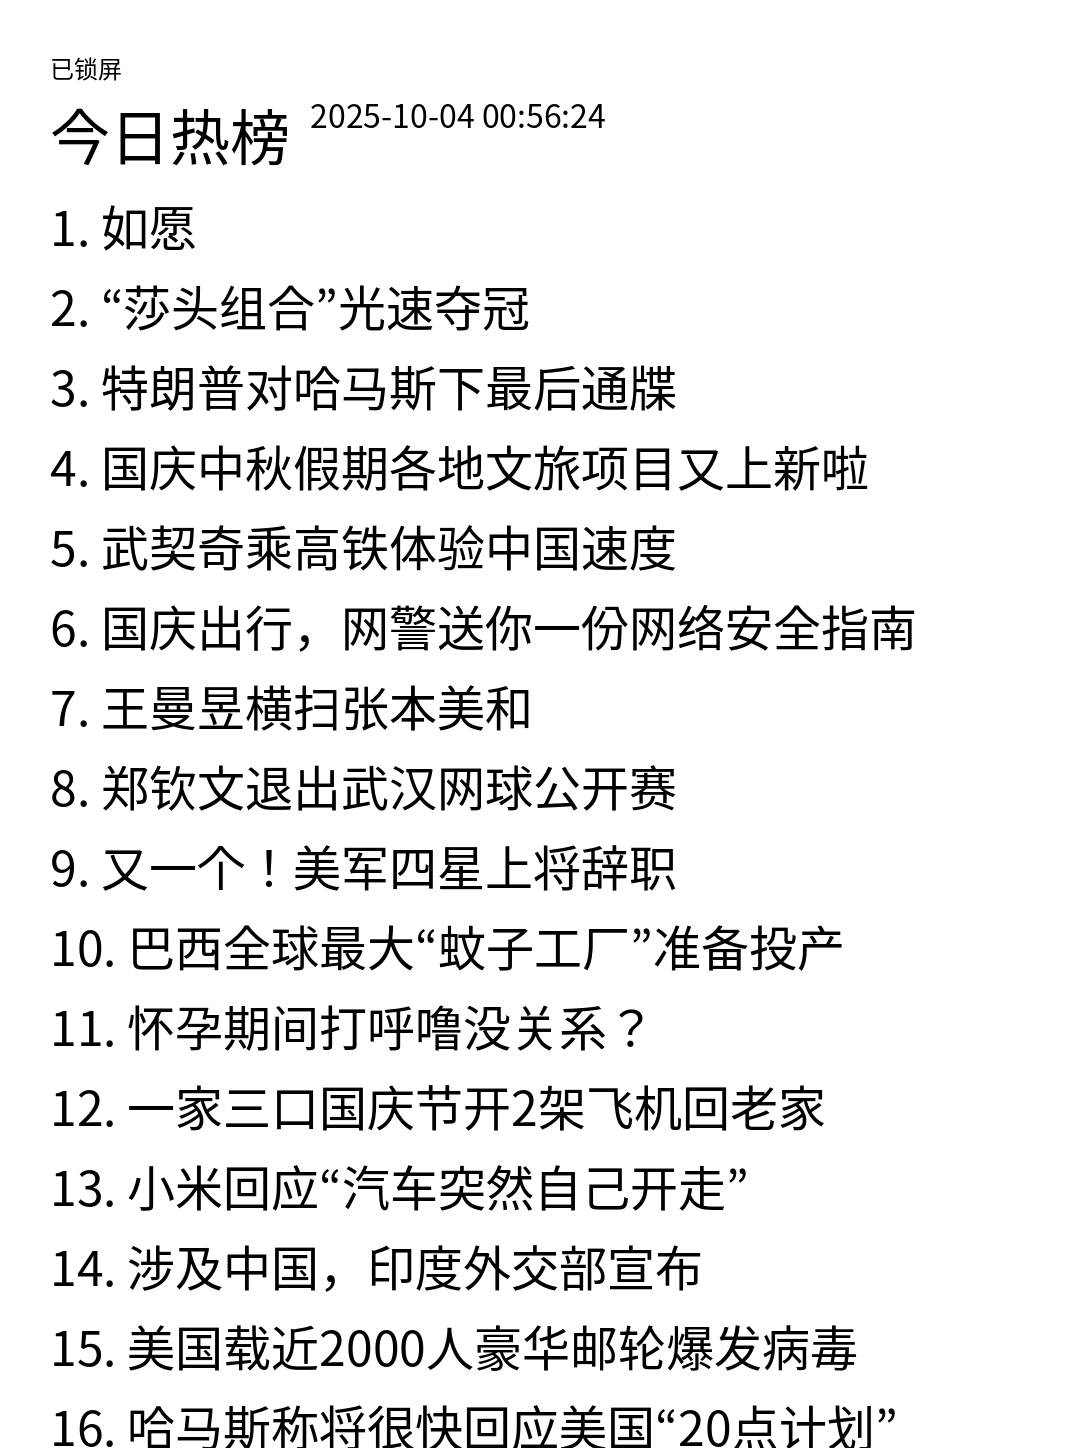 已锁屏
今日热榜 2025-10-04 00:56:24
1. 如愿
2. “莎头组合”光速夺冠
3. 特朗普对哈马斯下最后通牒
4. 国庆中秋假期各地文旅项目又上新啦
5. 武契奇乘高铁体验中国速度
6. 国庆出行，网警送你一份网络安全指南
7. 王曼昱横扫张本美和
8. 郑钦文退出武汉网球公开赛
9. 又一个！美军四星上将辞职
10. 巴西全球最大“蚊子工厂”准备投产
11. 怀孕期间打呼噜没关系？
12. 一家三口国庆节开2架飞机回老家
13. 小米回应“汽车突然自己开走”
14. 涉及中国，印度外交部宣布
15. 美国载近2000人豪华邮轮爆发病毒
16. 哈马斯称将很快回应美国“20点计划”